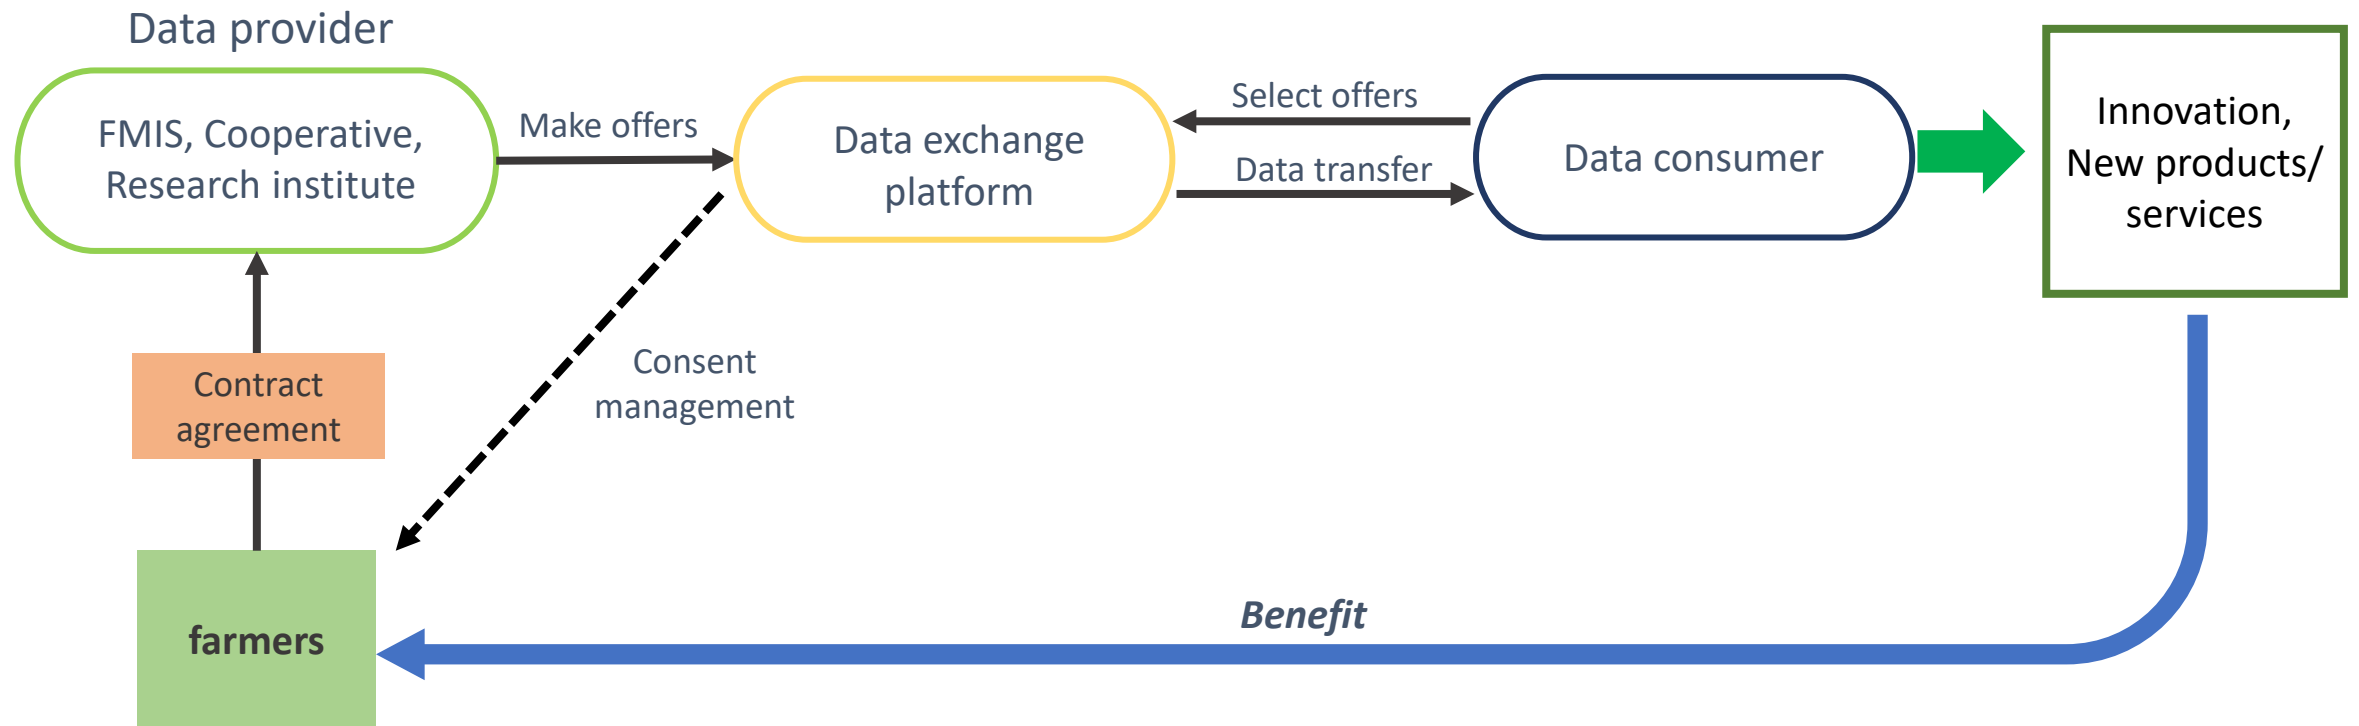 Data provider
FMIS, Cooperative,
Research institute
Make offers
Data exchange
platform
Select offers
Data transfer
Data consumer
Innovation,
New products/
services
Contract
agreement
Consent
management
farmers
Benefit